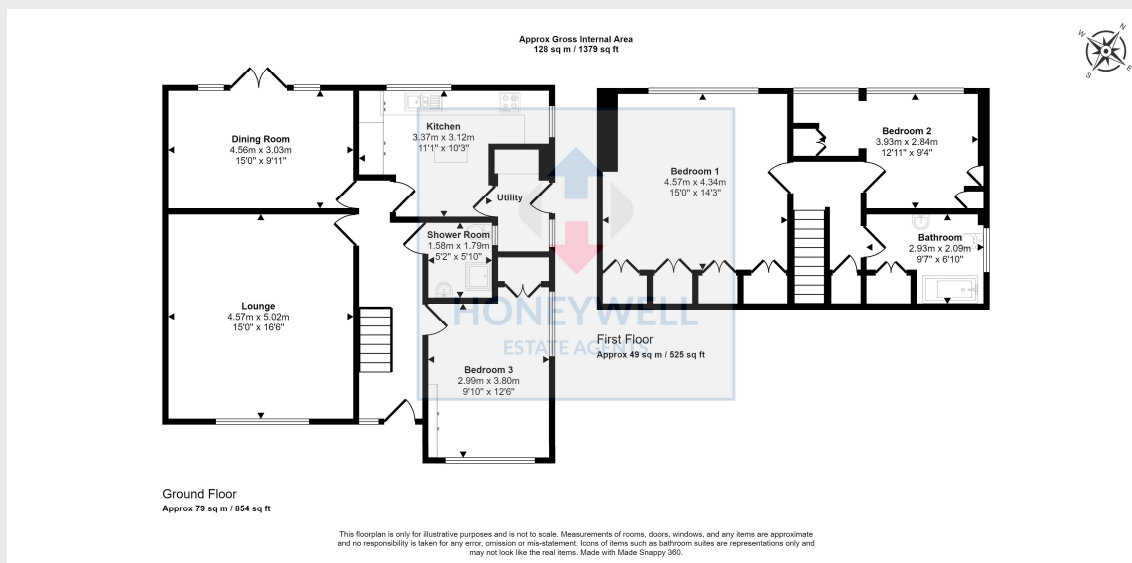 Approx Gross Internal Area
128 sq m / 1379 sq ft
N
W
E
S
Dining Room
4.56m x 3.03m
15'0" x 9'11"
Kitchen
3.37m x 3.12m
11'1" x 10'3"
Utility
Shower Room
1.58m x 1.79m
5'2" x 5'10"
Lounge
4.57m x 5.02m
15'0" x 16'6"
Bedroom 3
2.99m x 3.80m
9'10" x 12'6"
Bedroom 1
4.57m x 4.34m
15'0" x 14'3"
Bedroom 2
3.93m x 2.84m
12'11" x 9'4"
Bathroom
2.93m x 2.09m
9'7" x 6'10"
HONEYWELL
ESTATE AGENTS
First Floor
Approx 49 sq m / 525 sq ft
Ground Floor
Approx 79 sq m / 854 sq ft
This floorplan is only for illustrative purposes and is not to scale. Measurements of rooms, doors, windows, and any items are approximate
and no responsibility is taken for any error, omission or mis-statement. Icons of items such as bathroom suites are representations only and
may not look like the real items. Made with Made Snappy 360.